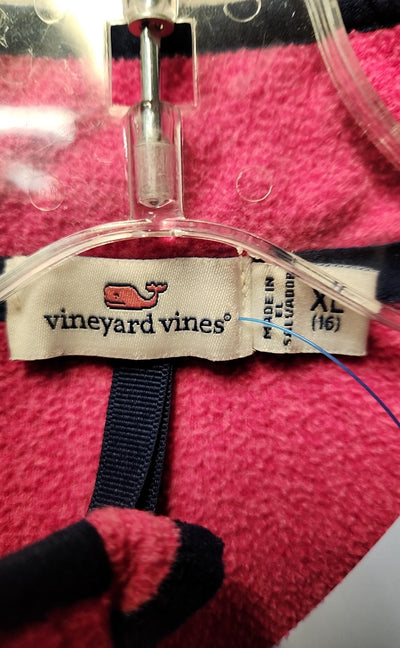 vineyard vines
MADE IN
EL
SALVADOR
XL
(16)